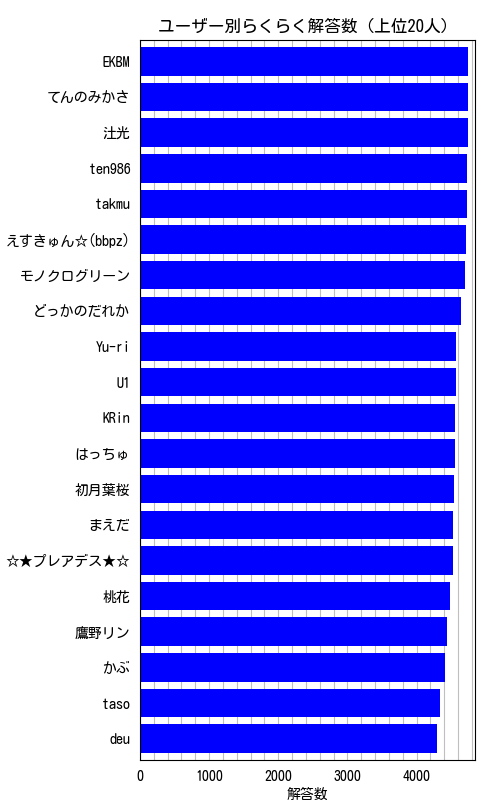 ユーザー別らくらく解答数（上位20人）
EKBM
てんのみかさ
汢光
ten986
takmu
えすきゅん☆(bbpz)
モノクログリーン
どっかのだれか
Yu-ri
U1
KRin
はっちゅ
初月葉桜
まえだ
☆★プレアデス★☆
桃花
鷹野リン
かぶ
taso
deu
0 1000 2000 3000 4000
解答数